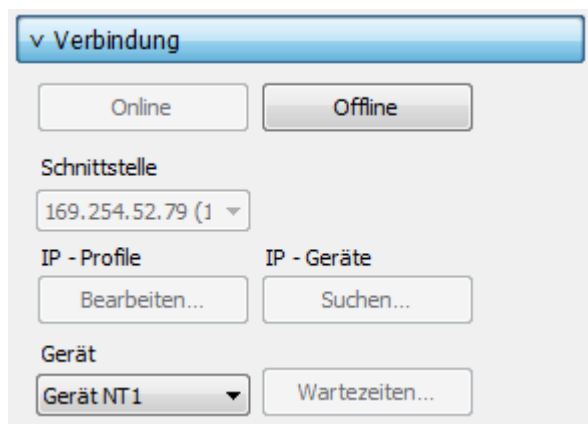 v Verbindung
Online Offline
Schnittstelle
169.254.52.79 (1
IP - Profile IP - Geräte
Bearbeiten... Suchen...
Gerät
Gerät NT1 Wartezeiten...